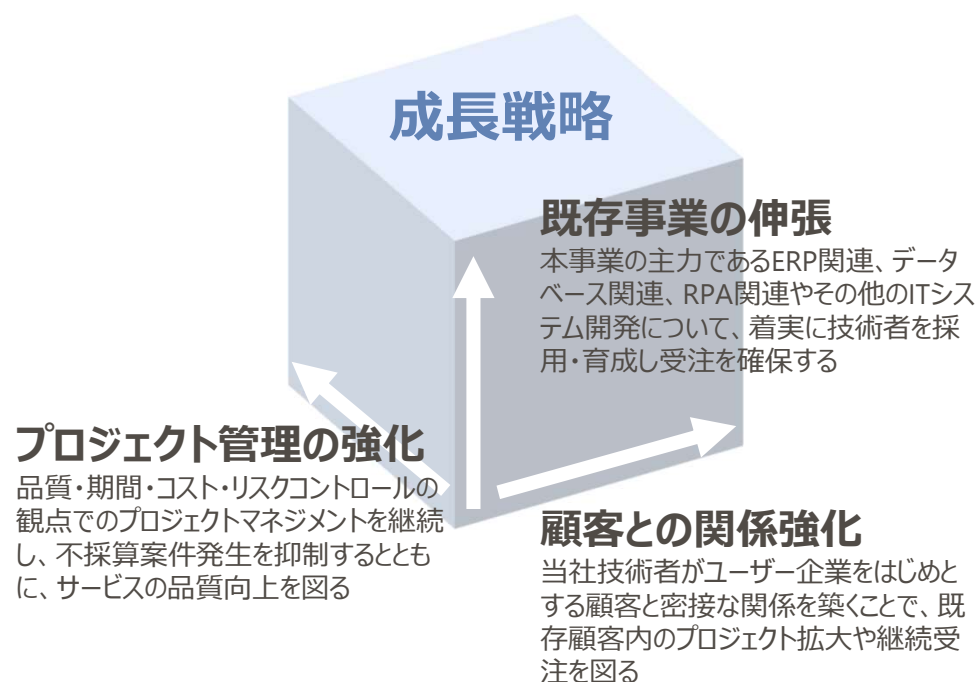 成長戦略
既存事業の伸張
本事業の主力であるERP関連、データ
ベース関連、RPA関連やその他のITシス
テム開発について、着実に技術者を採
用・育成し受注を確保する
プロジェクト管理の強化
品質・期間・コスト・リスクコントロールの
観点でのプロジェクトマネジメントを継続
し、不採算案件発生を抑制するととも
に、サービスの品質向上を図る
顧客との関係強化
当社技術者がユーザー企業をはじめと
する顧客と密接な関係を築くことで、既
存顧客内のプロジェクト拡大や継続受
注を図る